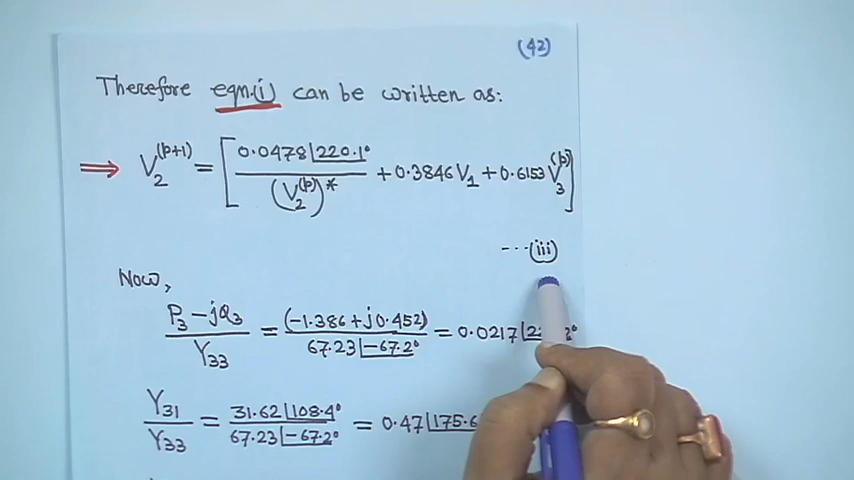 (42)
Therefore eqn.(i) can be written as:
⇒ V₂^(p+1) = [ 0.0478∠220.1° / (V₂^(p))* + 0.3846 V₁ + 0.6153 V₃^(p) ]
---(iii)
Now,
P₃ - jQ₃ / Y₃₃ = (-1.386 + j0.452) / 67.23∠-67.2° = 0.0217
Y₃₁ / Y₃₃ = 31.62∠108.4° / 67.23∠-67.2° = 0.47∠175.6